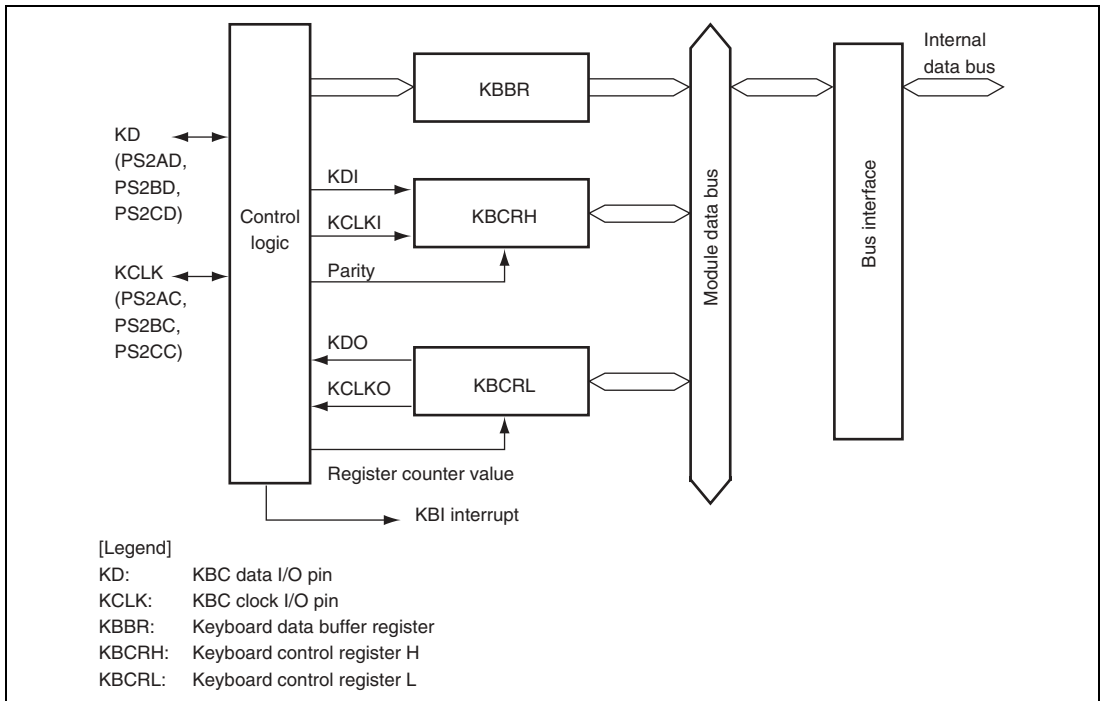 KBBR
Internal
data bus
KD
(PS2AD,
PS2BD,
PS2CD)
KDI
KCLKI
KBCRH
Control
logic
Parity
KCLK
(PS2AC,
PS2BC,
PS2CC)
KDO
KCLKO
KBCRL
Register counter value
KBI interrupt
Module data bus
Bus interface
[Legend]
KD: KBC data I/O pin
KCLK: KBC clock I/O pin
KBBR: Keyboard data buffer register
KBCRH: Keyboard control register H
KBCRL: Keyboard control register L